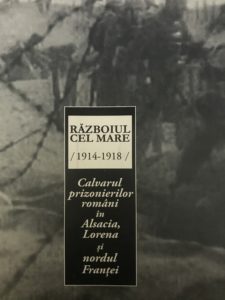 RĂZBOIUL
CEL MARE
/ 1914-1918 /
Calvarul
prizonierilor
români
în
Alsacia,
Lorena
și
nordul
Franței